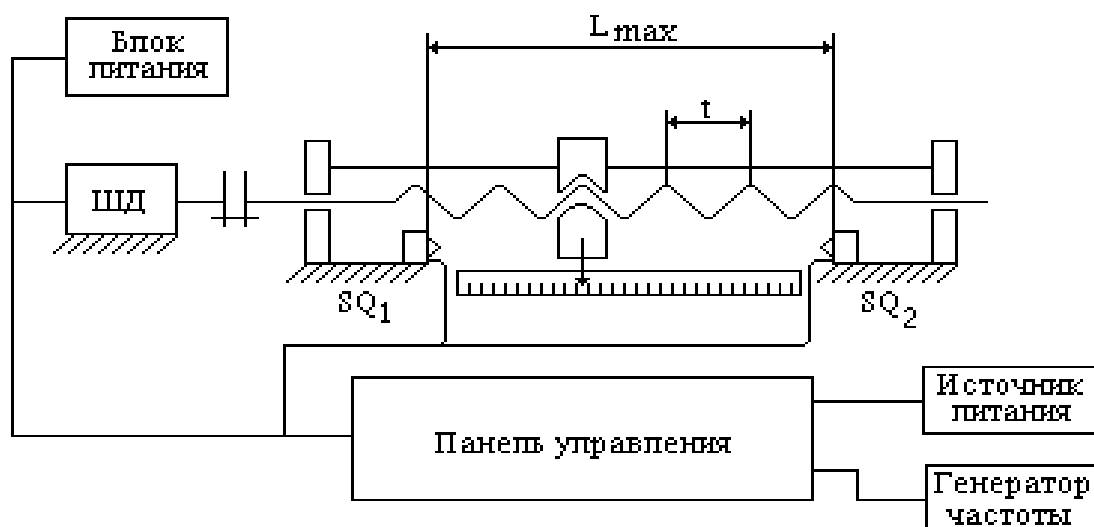 Блок
питания
L max
t
ШД
SQ1
SQ2
Источник
питания
Панель управления
Генератор
частоты